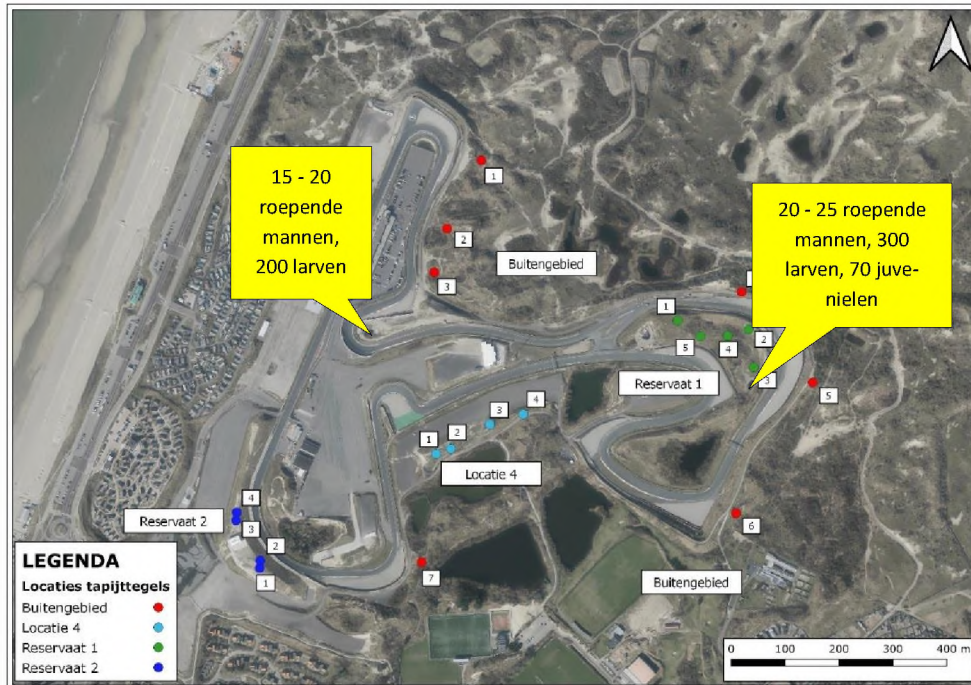 15 - 20
roepende
mannen,
200 larven
20 - 25 roepende
mannen, 300
larven, 70 juve-
nielen
1
2
3
Buitengebied
1
5
4
2
3
Reservaat 1
5
4
3
2
1
Locatie 4
6
4
3
Reservaat 2
2
1
7
Buitengebied
LEGENDA
Locaties tapijttegels
Buitengebied
Locatie 4
Reservaat 1
Reservaat 2
0 100 200 300 400 m